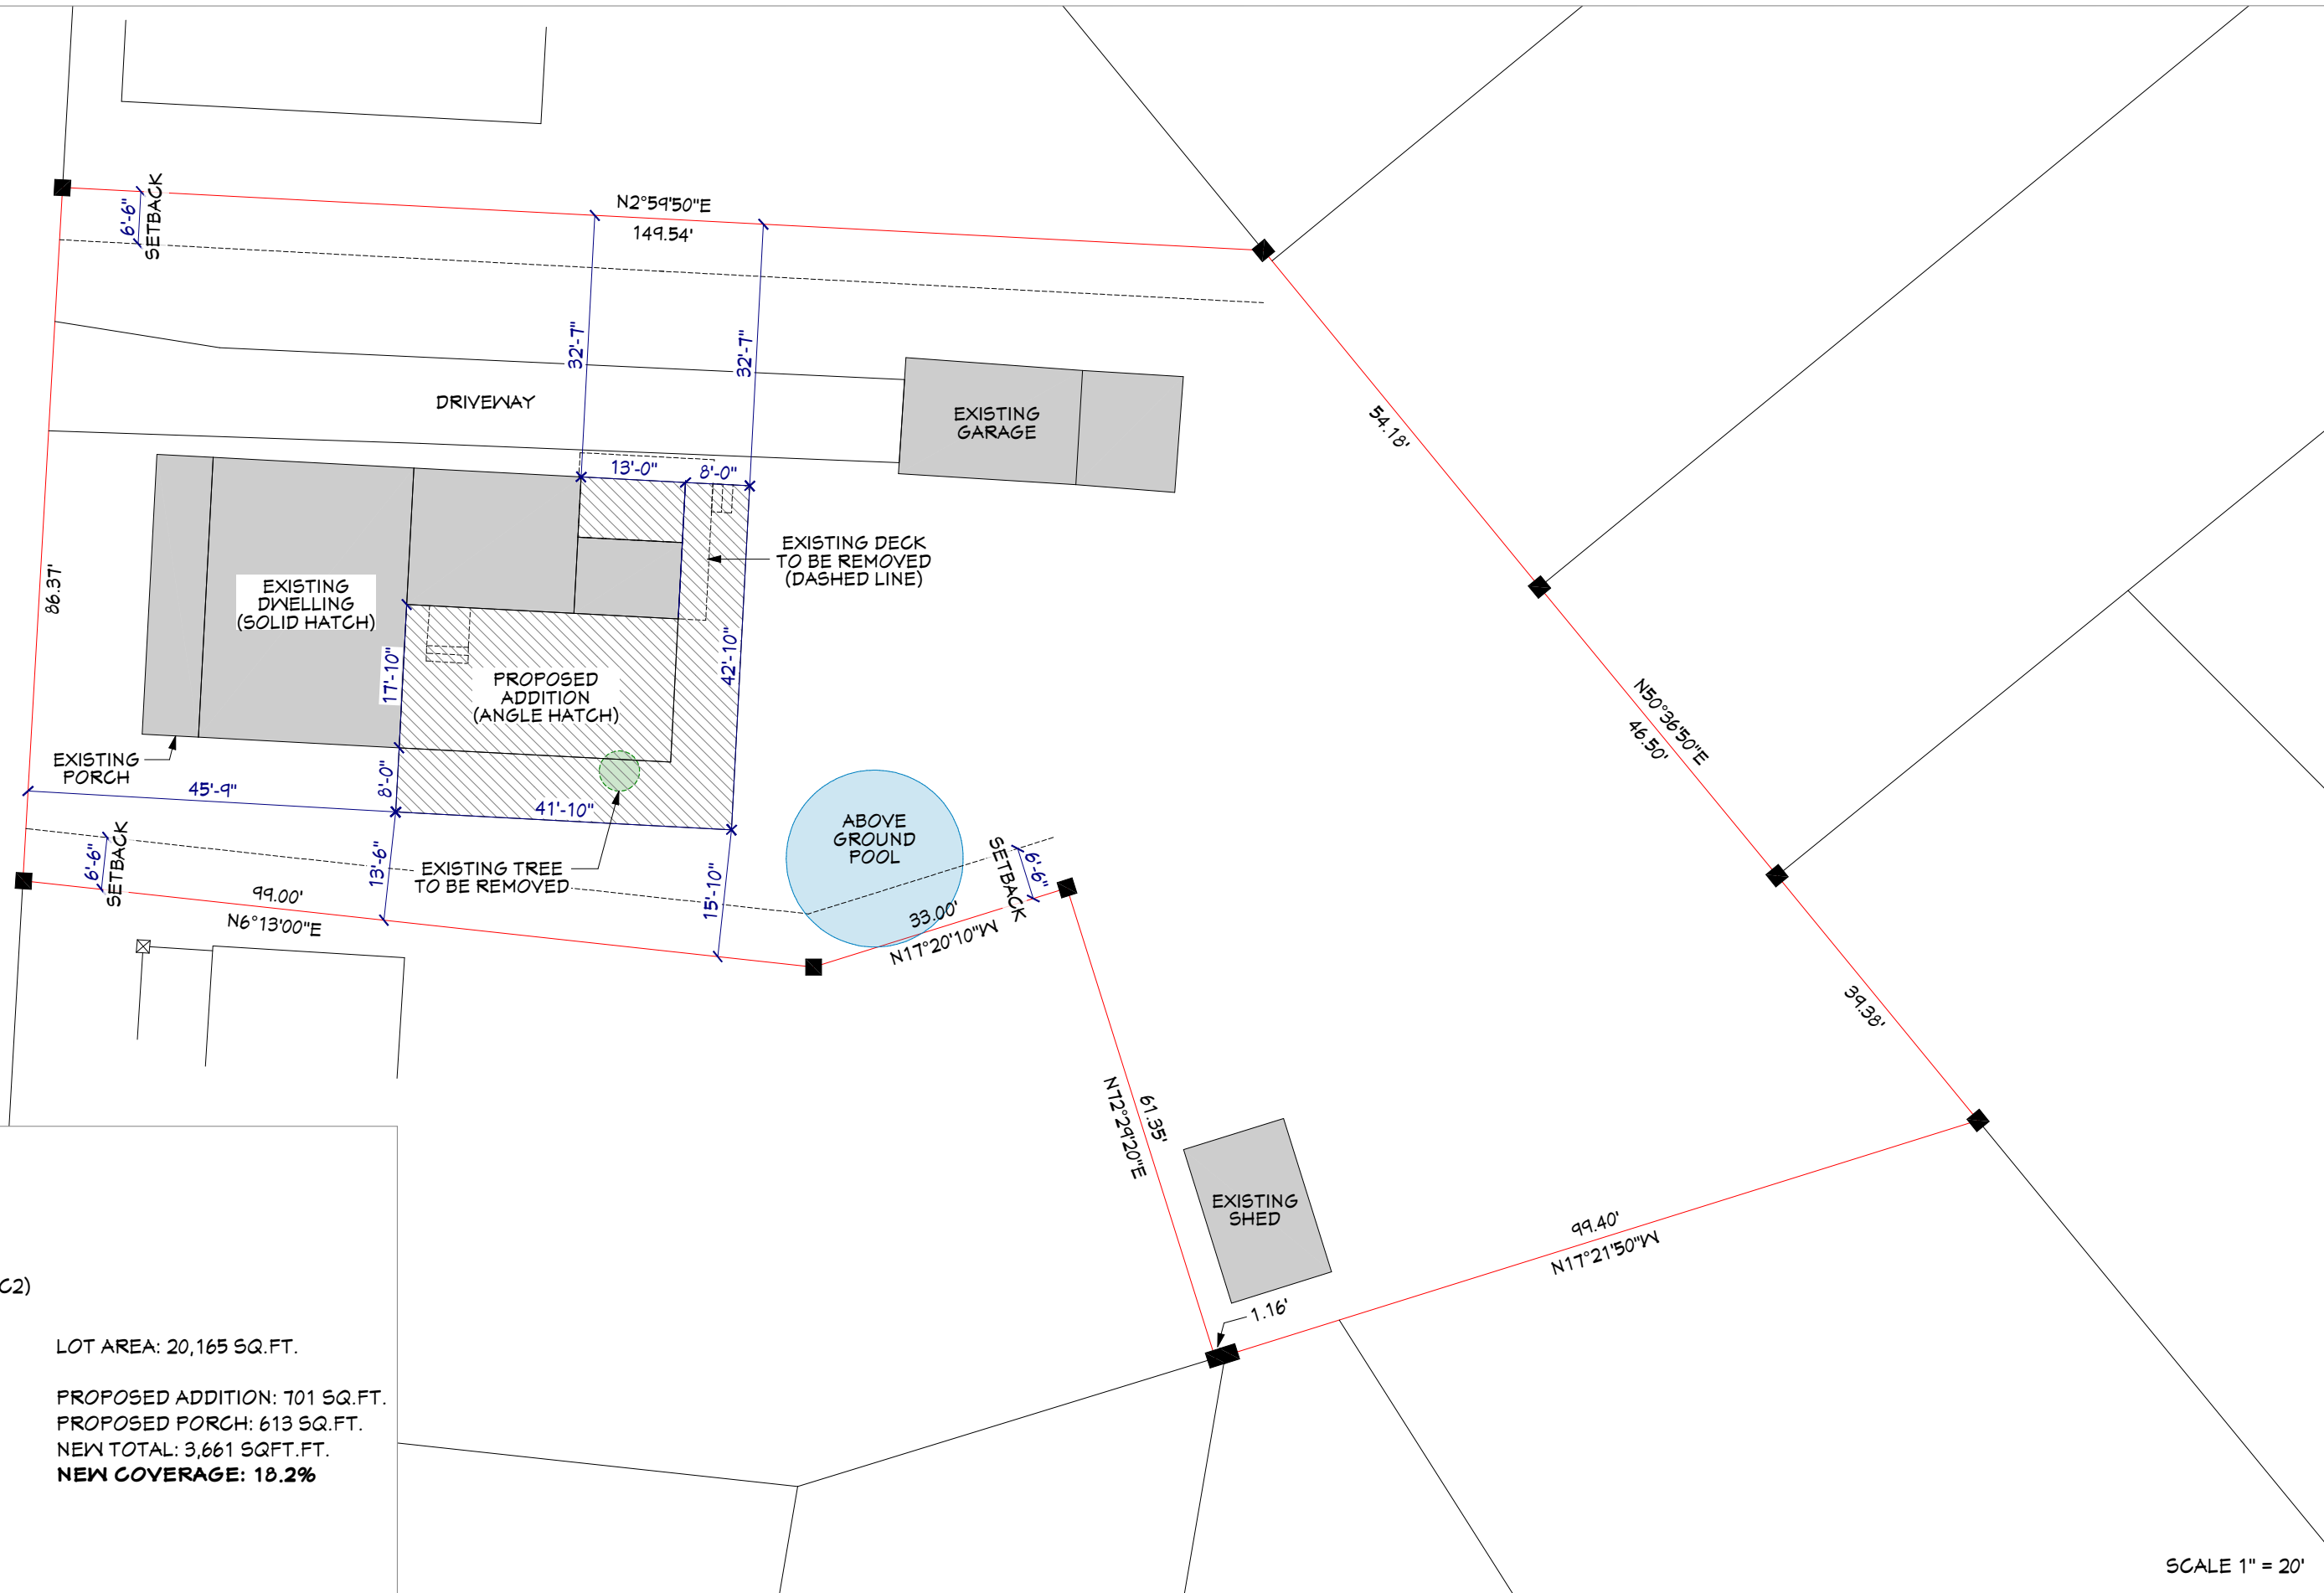 N2°59'50"E
149.54'
6'-6"
SETBACK
32'-7"
32'-7"
DRIVEWAY
EXISTING
GARAGE
54.18'
13'-0"
8'-0"
EXISTING DECK
TO BE REMOVED
(DASHED LINE)
86.37'
EXISTING
DWELLING
(SOLID HATCH)
17'-10"
42'-10"
PROPOSED
ADDITION
(ANGLE HATCH)
N50°36'50"E
46.50'
EXISTING
PORCH
45'-9"
8'-0"
41'-10"
ABOVE
GROUND
POOL
6'-6"
SETBACK
13'-6"
EXISTING TREE
TO BE REMOVED
15'-10"
SETBACK
6'-6"
99.00'
N6°13'00"E
33.00'
N17°20'10"W
39.38'
61.35'
N72°29'20"E
EXISTING
SHED
99.40'
N17°21'50"W
1.16'
C2)
LOT AREA: 20,165 SQ.FT.
PROPOSED ADDITION: 701 SQ.FT.
PROPOSED PORCH: 613 SQ.FT.
NEW TOTAL: 3,661 SQFT.FT.
NEW COVERAGE: 18.2%
SCALE 1" = 20'